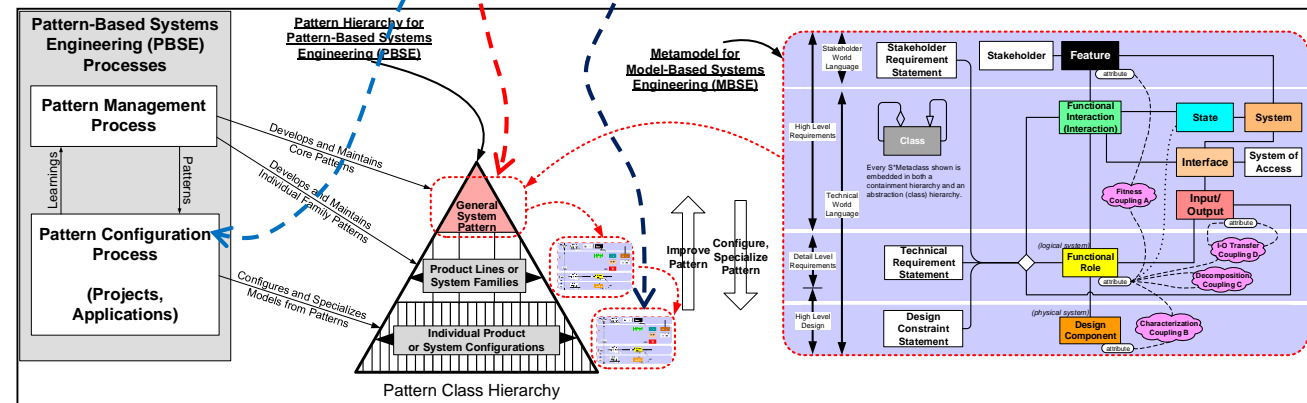 Pattern-Based Systems
Engineering (PBSE)
Processes
Pattern Management
Process
Learnings
Patterns
Pattern Configuration
Process
(Projects,
Applications)
Pattern Hierarchy for
Pattern-Based Systems
Engineering (PBSE)
Develops and Maintains
Core Patterns
Develops and Maintains
Individual Family Patterns
Configures and Specializes
Models from Patterns
General
System
Pattern
Product Lines or
System Families
Individual Product
or System Configurations
Pattern Class Hierarchy
Improve
Pattern
Configure,
Specialize
Pattern
Metamodel for
Model-Based Systems
Engineering (MBSE)
Stakeholder
World
Language
High Level
Requirements
Technical
World
Language
Detail Level
Requirements
High Level
Design
Stakeholder
Requirement
Statement
Stakeholder
Feature
attribute
Class
Every S*Metaclass shown is
embedded in both a
containment hierarchy and an
abstraction (class) hierarchy.
Functional
Interaction
(Interaction)
State
System
Interface
System of
Access
Fitness
Coupling A
Input/
Output
attribute
I-O Transfer
Coupling D
Technical
Requirement
Statement
(logical system)
Functional
Role
attribute
Decomposition
Coupling C
Design
Constraint
Statement
(physical system)
Design
Component
attribute
Characterization
Coupling B